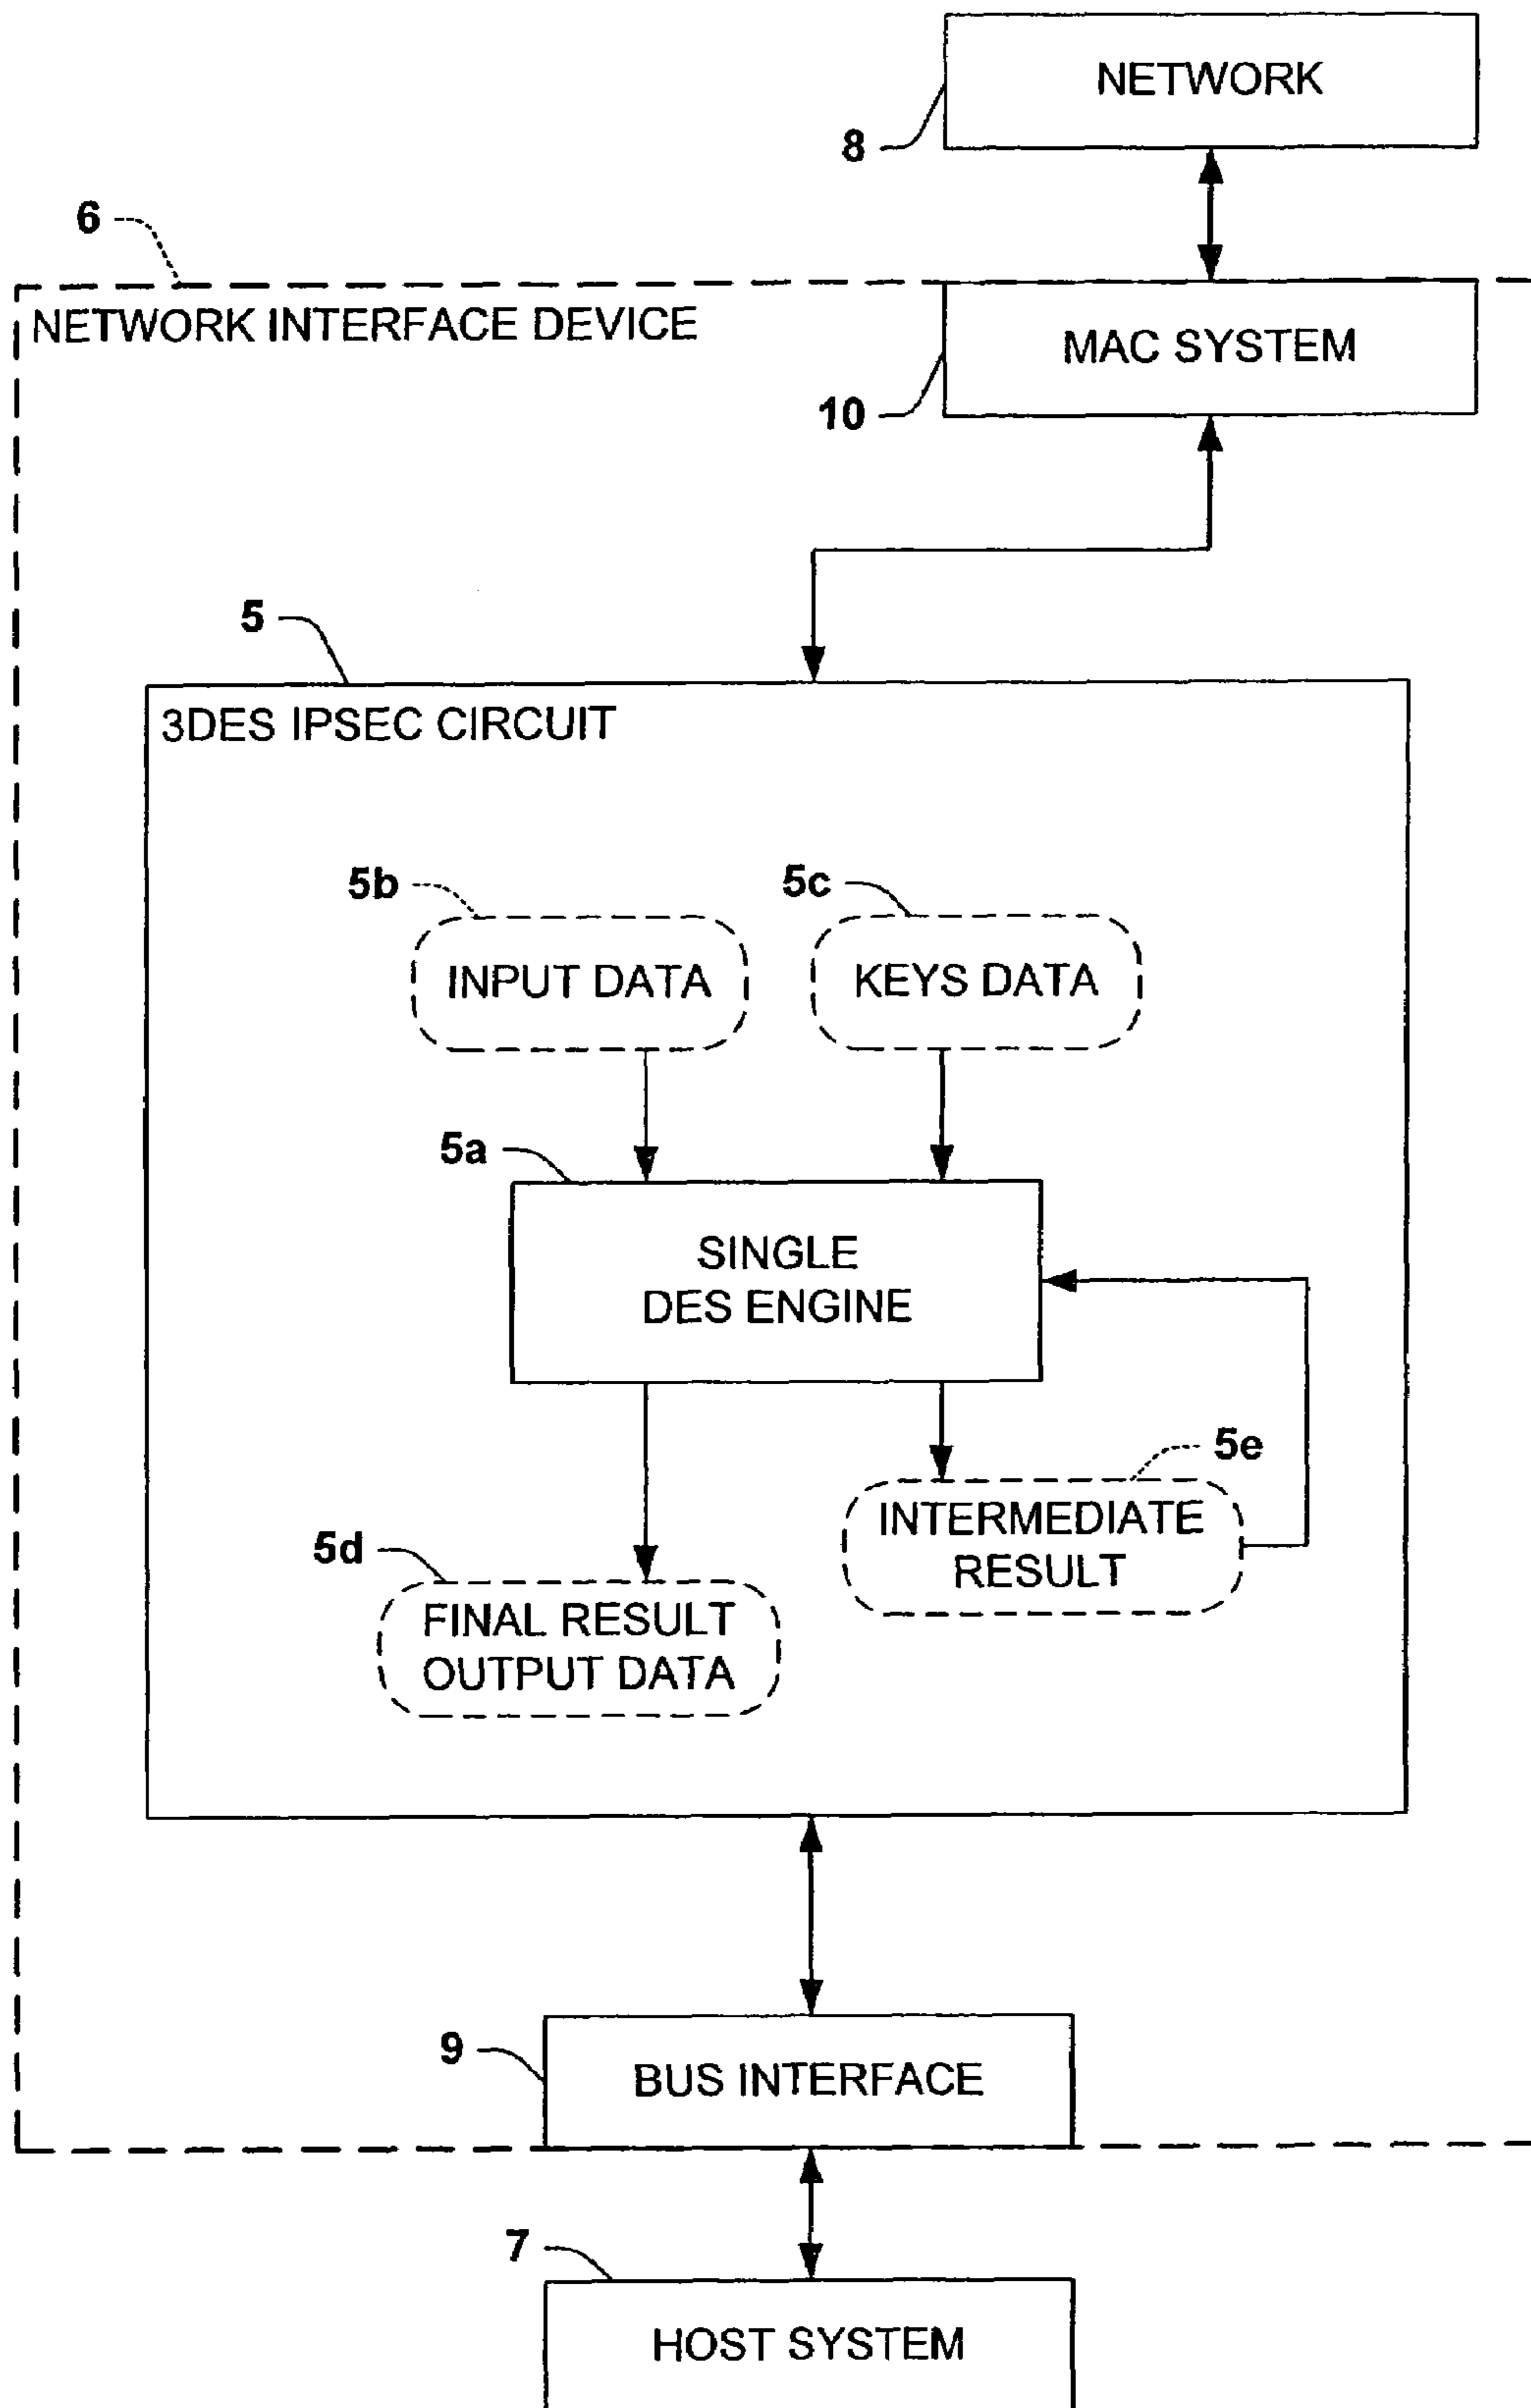 NETWORK
8
6
NETWORK INTERFACE DEVICE
MAC SYSTEM
10
5
3DES IPSEC CIRCUIT
5b
5c
INPUT DATA
KEYS DATA
5a
SINGLE
DES ENGINE
5e
INTERMEDIATE
RESULT
5d
FINAL RESULT
OUTPUT DATA
9
BUS INTERFACE
7
HOST SYSTEM